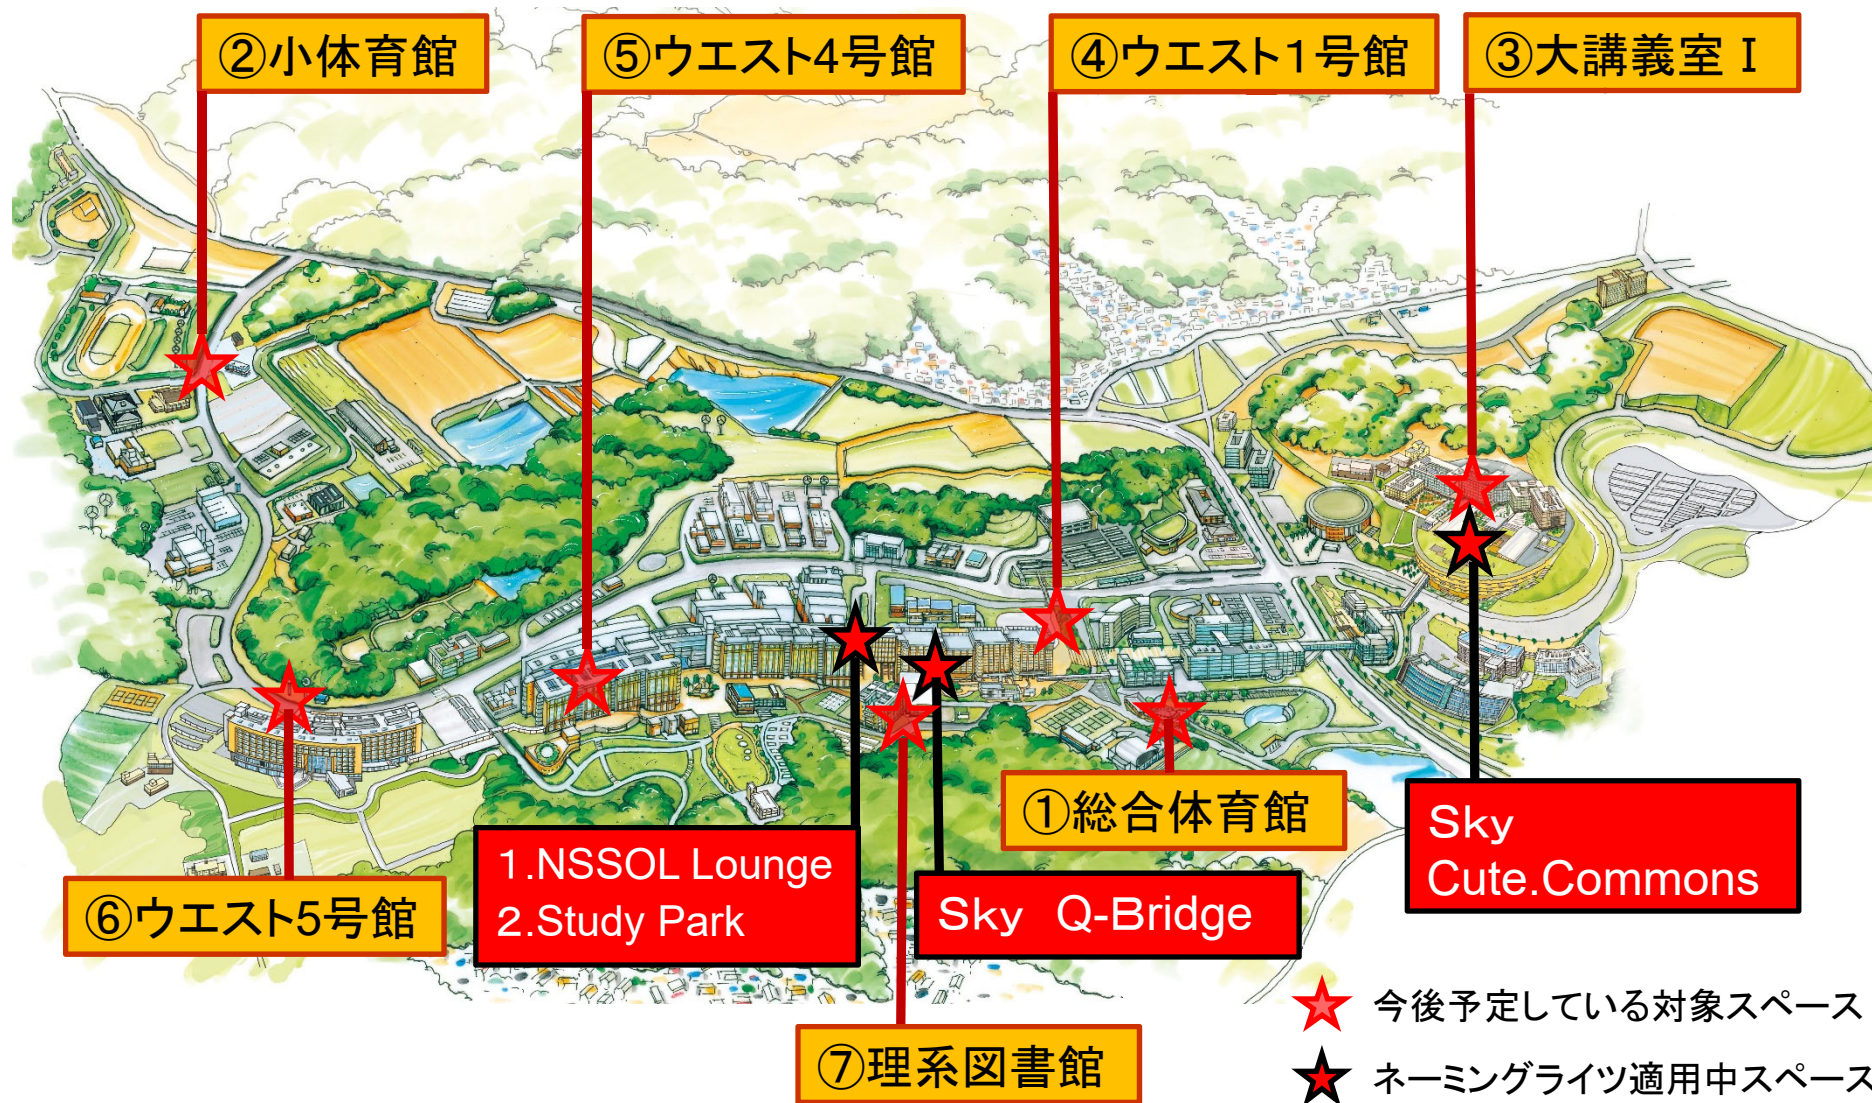 ②小体育館
⑤ウエスト4号館
④ウエスト１号館
③大講義室Ⅰ
①総合体育館
Sky
Cute.Commons
1.NSSOL Lounge
2.Study Park
Sky Q-Bridge
⑥ウエスト5号館
⑦理系図書館
今後予定している対象スペース
ネーミングライツ適用中スペース